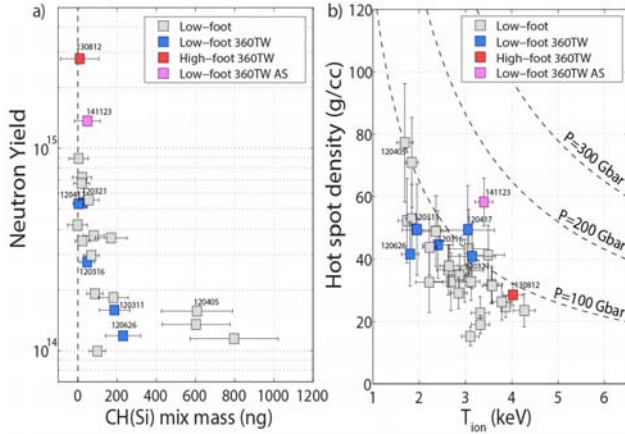 a)
Low-foot
Low-foot 360TW
High-foot 360TW
Low-foot 360TW AS
130812
141123
120321
120316
120311
120405
120626
10^15
10^14
Neutron Yield
0 200 400 600 800 1000 1200
CH(Si) mix mass (ng)
b)
Low-foot
Low-foot 360TW
High-foot 360TW
Low-foot 360TW AS
120405
141123
120417
120316
120626
130812
P=300 Gbar
P=200 Gbar
P=100 Gbar
120
100
80
60
40
20
0
Hot spot density (g/cc)
1 2 3 4 5 6
T_ion (keV)